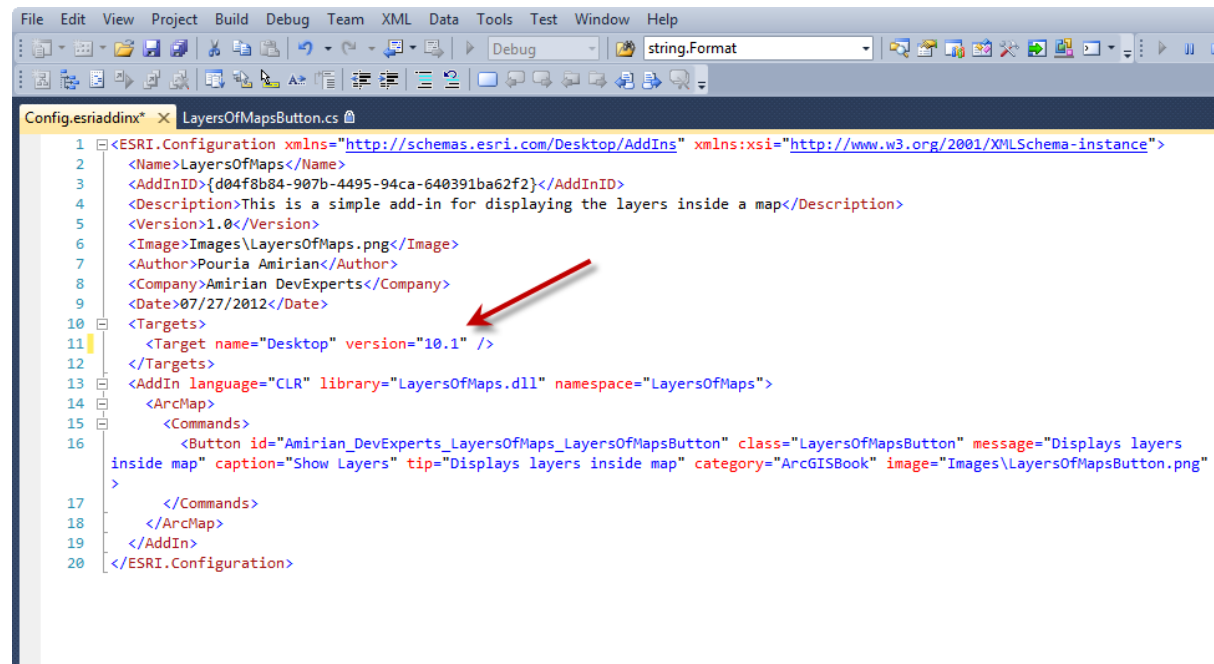 File Edit View Project Build Debug Team XML Data Tools Test Window Help
Debug string.Format
Config.esriaddinx* LayersOfMapsButton.cs
1 <ESRI.Configuration xmlns="http://schemas.esri.com/Desktop/AddIns" xmlns:xsi="http://www.w3.org/2001/XMLSchema-instance">
2 <Name>LayersOfMaps</Name>
3 <AddInID>{d04f8b84-907b-4495-94ca-640391ba62f2}</AddInID>
4 <Description>This is a simple add-in for displaying the layers inside a map</Description>
5 <Version>1.0</Version>
6 <Image>Images\LayersOfMaps.png</Image>
7 <Author>Pouria Amirian</Author>
8 <Company>Amirian DevExperts</Company>
9 <Date>07/27/2012</Date>
10 <Targets>
11 <Target name="Desktop" version="10.1" />
12 </Targets>
13 <AddIn language="CLR" library="LayersOfMaps.dll" namespace="LayersOfMaps">
14 <ArcMap>
15 <Commands>
16 <Button id="Amirian_DevExperts_LayersOfMaps_LayersOfMapsButton" class="LayersOfMapsButton" message="Displays layers
inside map" caption="Show Layers" tip="Displays layers inside map" category="ArcGISBook" image="Images\LayersOfMapsButton.png"
>
17 </Commands>
18 </ArcMap>
19 </AddIn>
20 </ESRI.Configuration>